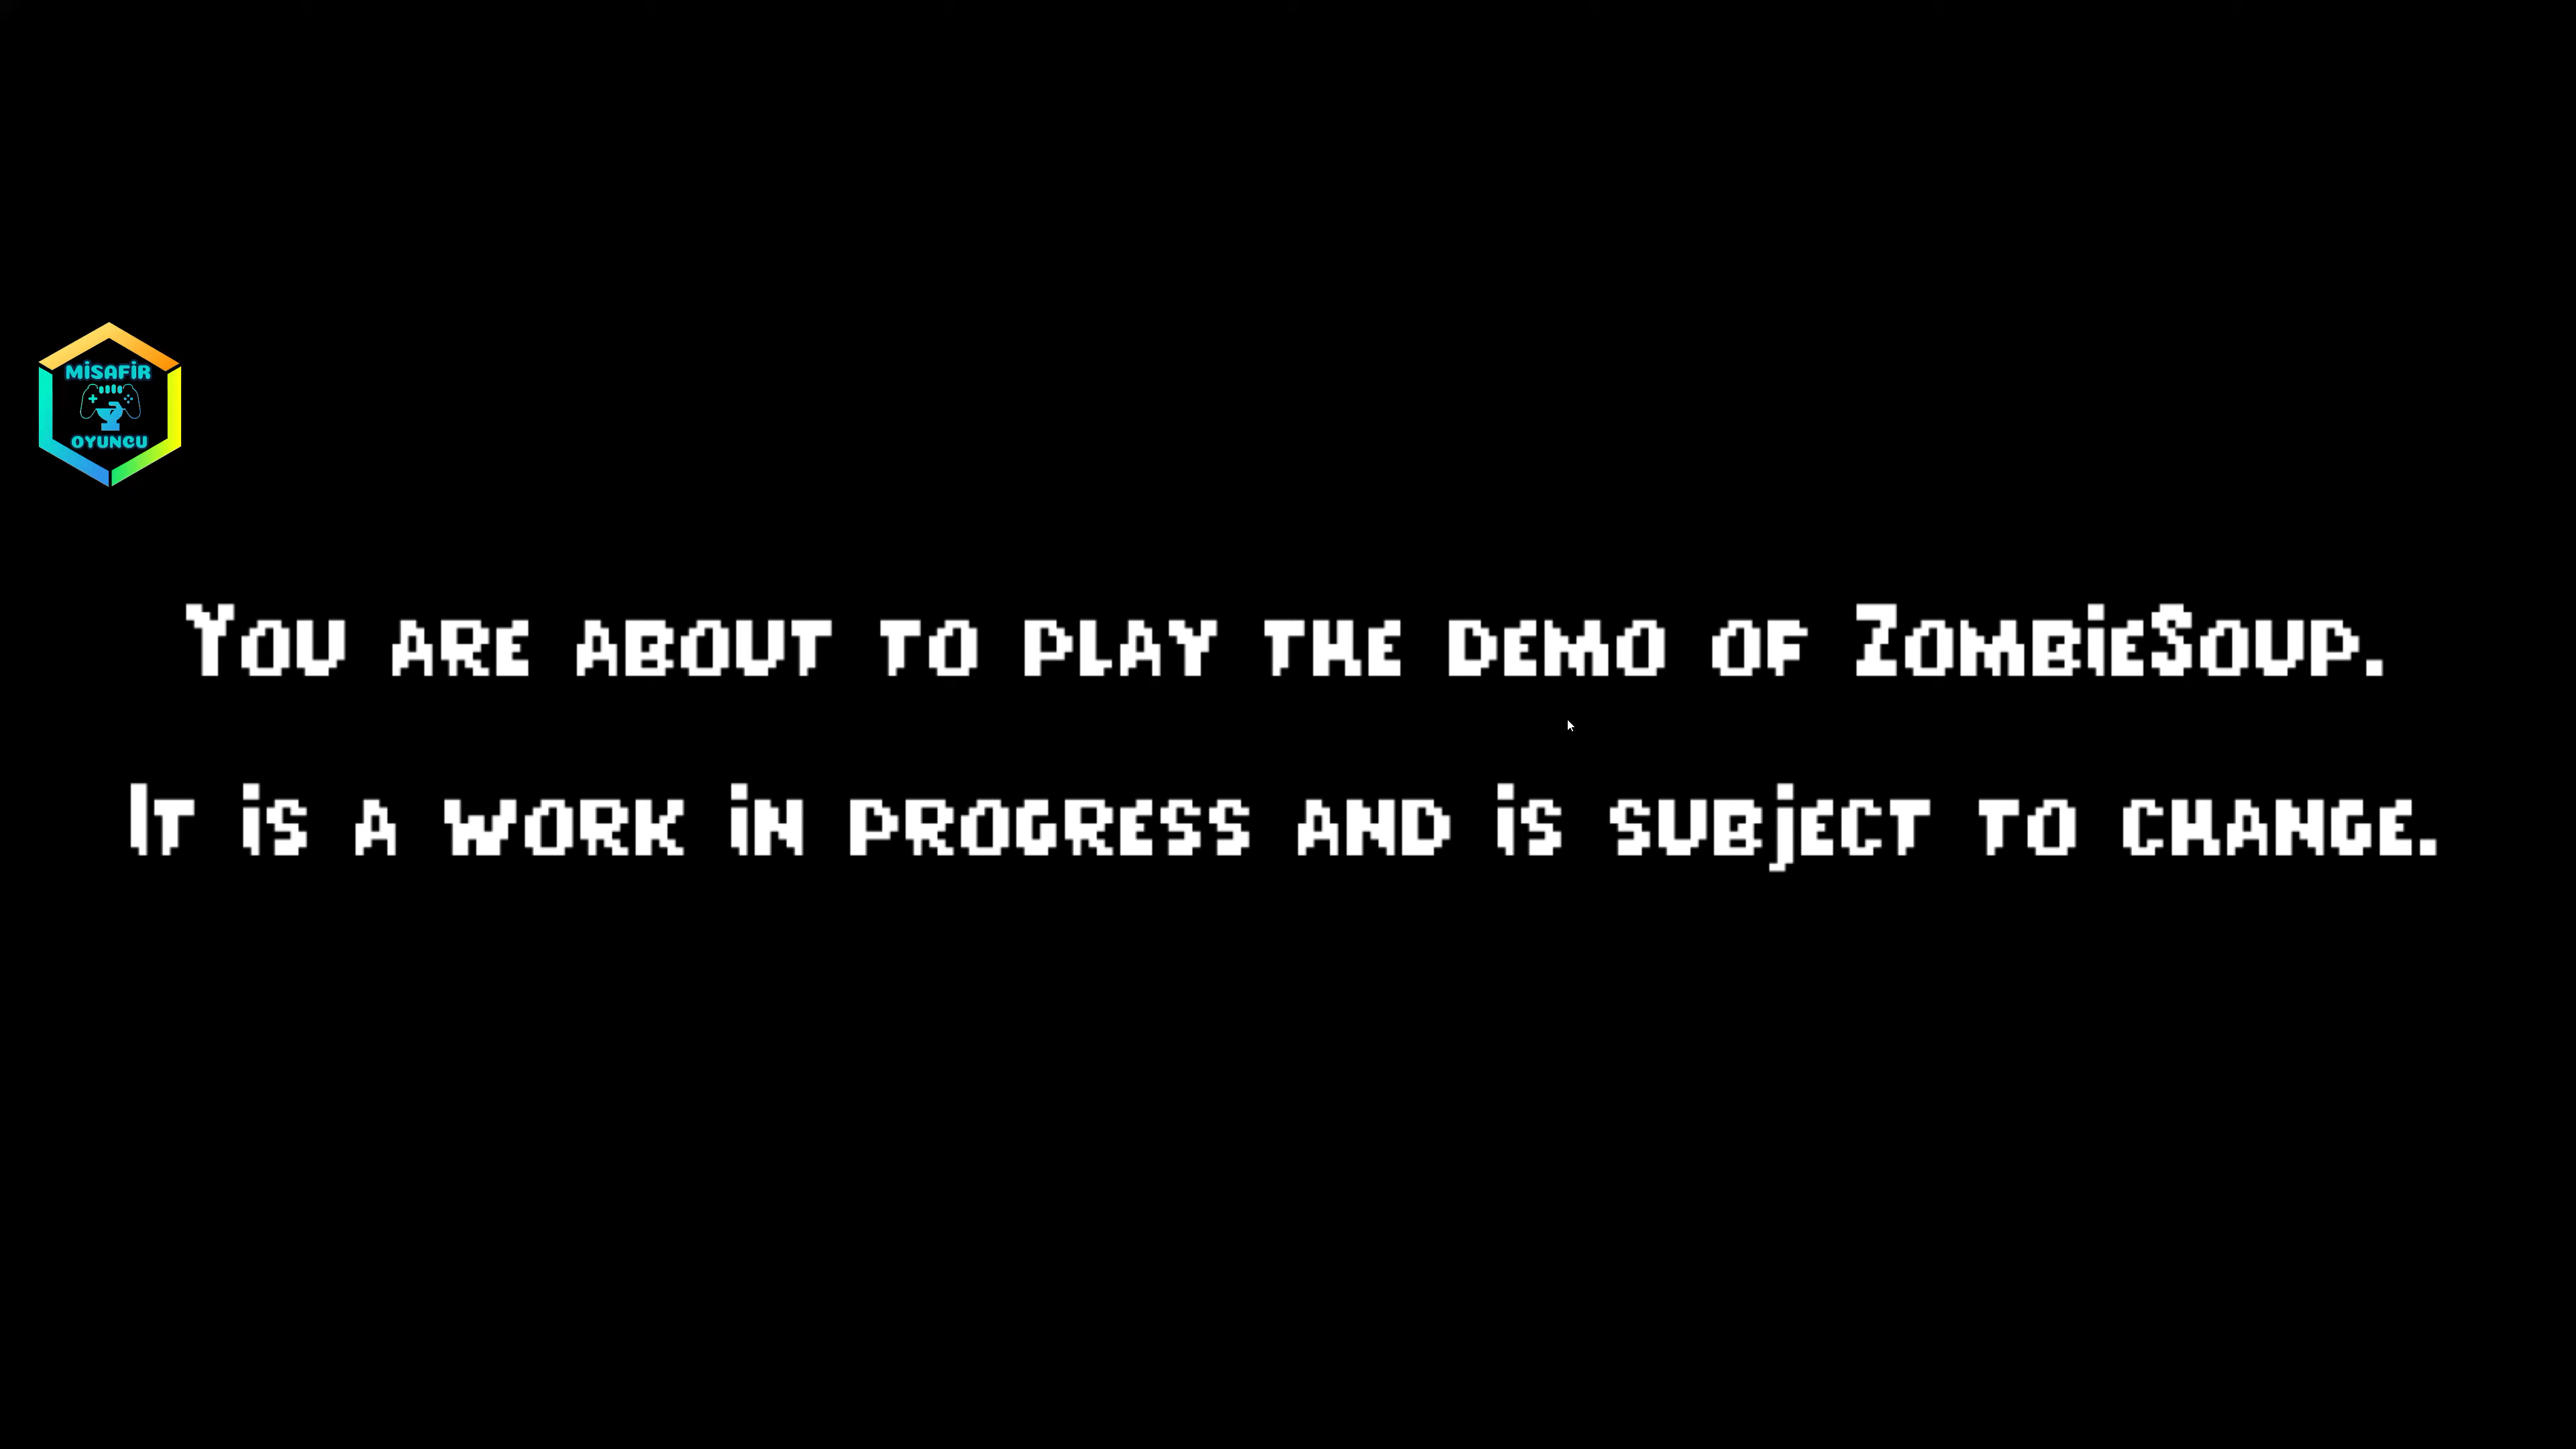 MİSAFİR
OYUNCU
You are about to play the demo of ZombieSoup.
It is a work in progress and is subject to change.